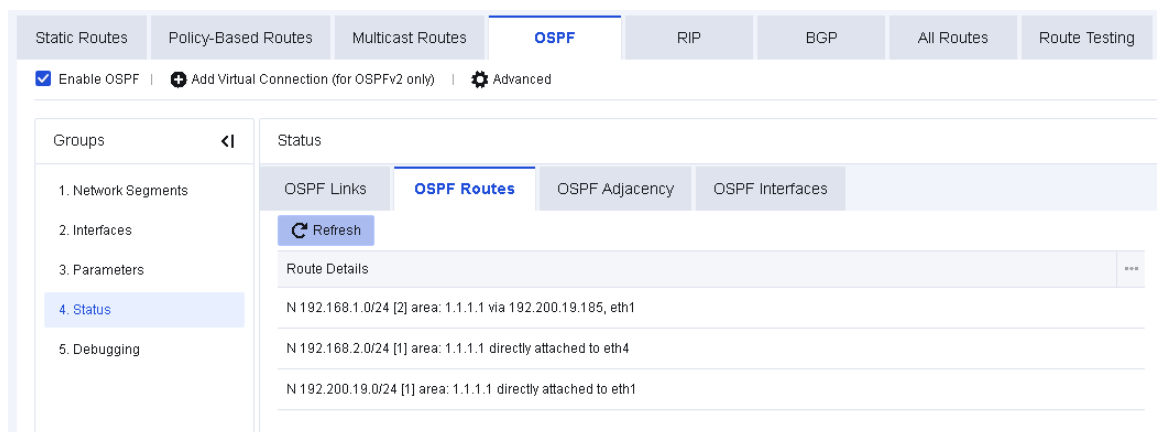 Static Routes Policy-Based Routes Multicast Routes OSPF RIP BGP All Routes Route Testing
Enable OSPF | Add Virtual Connection (for OSPFv2 only) | Advanced
Groups
1. Network Segments
2. Interfaces
3. Parameters
4. Status
5. Debugging
Status
OSPF Links OSPF Routes OSPF Adjacency OSPF Interfaces
Refresh
Route Details
N 192.168.1.0/24 [2] area: 1.1.1.1 via 192.200.19.185, eth1
N 192.168.2.0/24 [1] area: 1.1.1.1 directly attached to eth4
N 192.200.19.0/24 [1] area: 1.1.1.1 directly attached to eth1